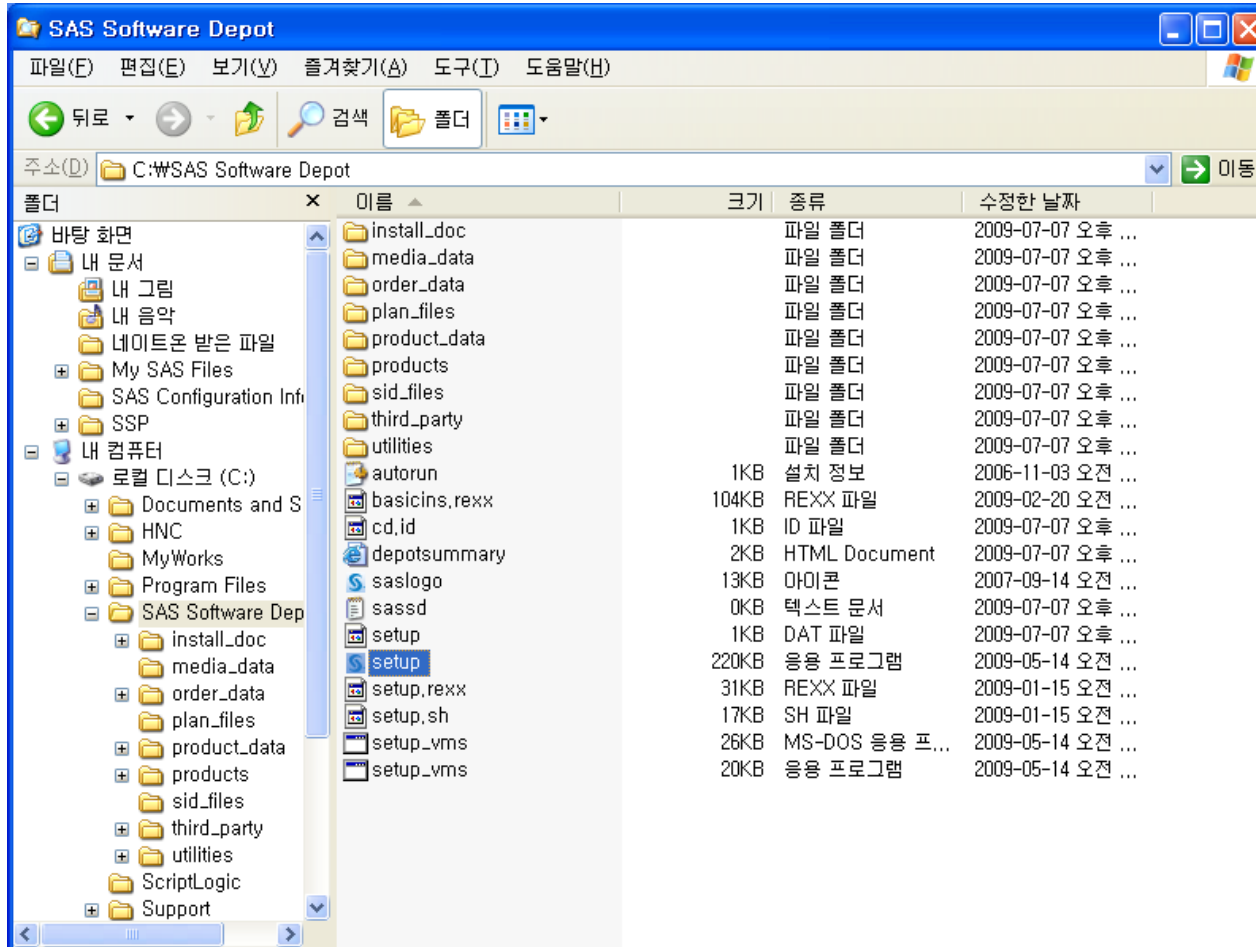 SAS Software Depot
파일(F) 편집(E) 보기(V) 즐겨찾기(A) 도구(T) 도움말(H)
뒤로 검색 폴더
주소(D) C:₩SAS Software Depot 이동
폴더 × 이름 크기 종류 수정한 날짜
바탕 화면
내 문서
내 그림
내 음악
네이트온 받은 파일
My SAS Files
SAS Configuration Inf
SSP
내 컴퓨터
로컬 디스크 (C:)
Documents and S
HNC
MyWorks
Program Files
SAS Software Dep
install_doc
media_data
order_data
plan_files
product_data
products
sid_files
third_party
utilities
ScriptLogic
Support
install_doc 파일 폴더 2009-07-07 오후 ...
media_data 파일 폴더 2009-07-07 오후 ...
order_data 파일 폴더 2009-07-07 오후 ...
plan_files 파일 폴더 2009-07-07 오후 ...
product_data 파일 폴더 2009-07-07 오후 ...
products 파일 폴더 2009-07-07 오후 ...
sid_files 파일 폴더 2009-07-07 오후 ...
third_party 파일 폴더 2009-07-07 오후 ...
utilities 파일 폴더 2009-07-07 오후 ...
autorun 1KB 설치 정보 2006-11-03 오전 ...
basicins.rexx 104KB REXX 파일 2009-02-20 오전 ...
cd.id 1KB ID 파일 2009-07-07 오후 ...
depotsummary 2KB HTML Document 2009-07-07 오후 ...
saslogo 13KB 아이콘 2007-09-14 오전 ...
sassd 0KB 텍스트 문서 2009-07-07 오후 ...
setup 1KB DAT 파일 2009-07-07 오후 ...
setup 220KB 응용 프로그램 2009-05-14 오전 ...
setup.rexx 31KB REXX 파일 2009-01-15 오전 ...
setup.sh 17KB SH 파일 2009-01-15 오전 ...
setup_vms 26KB MS-DOS 응용 프... 2009-05-14 오전 ...
setup_vms 20KB 응용 프로그램 2009-05-14 오전 ...